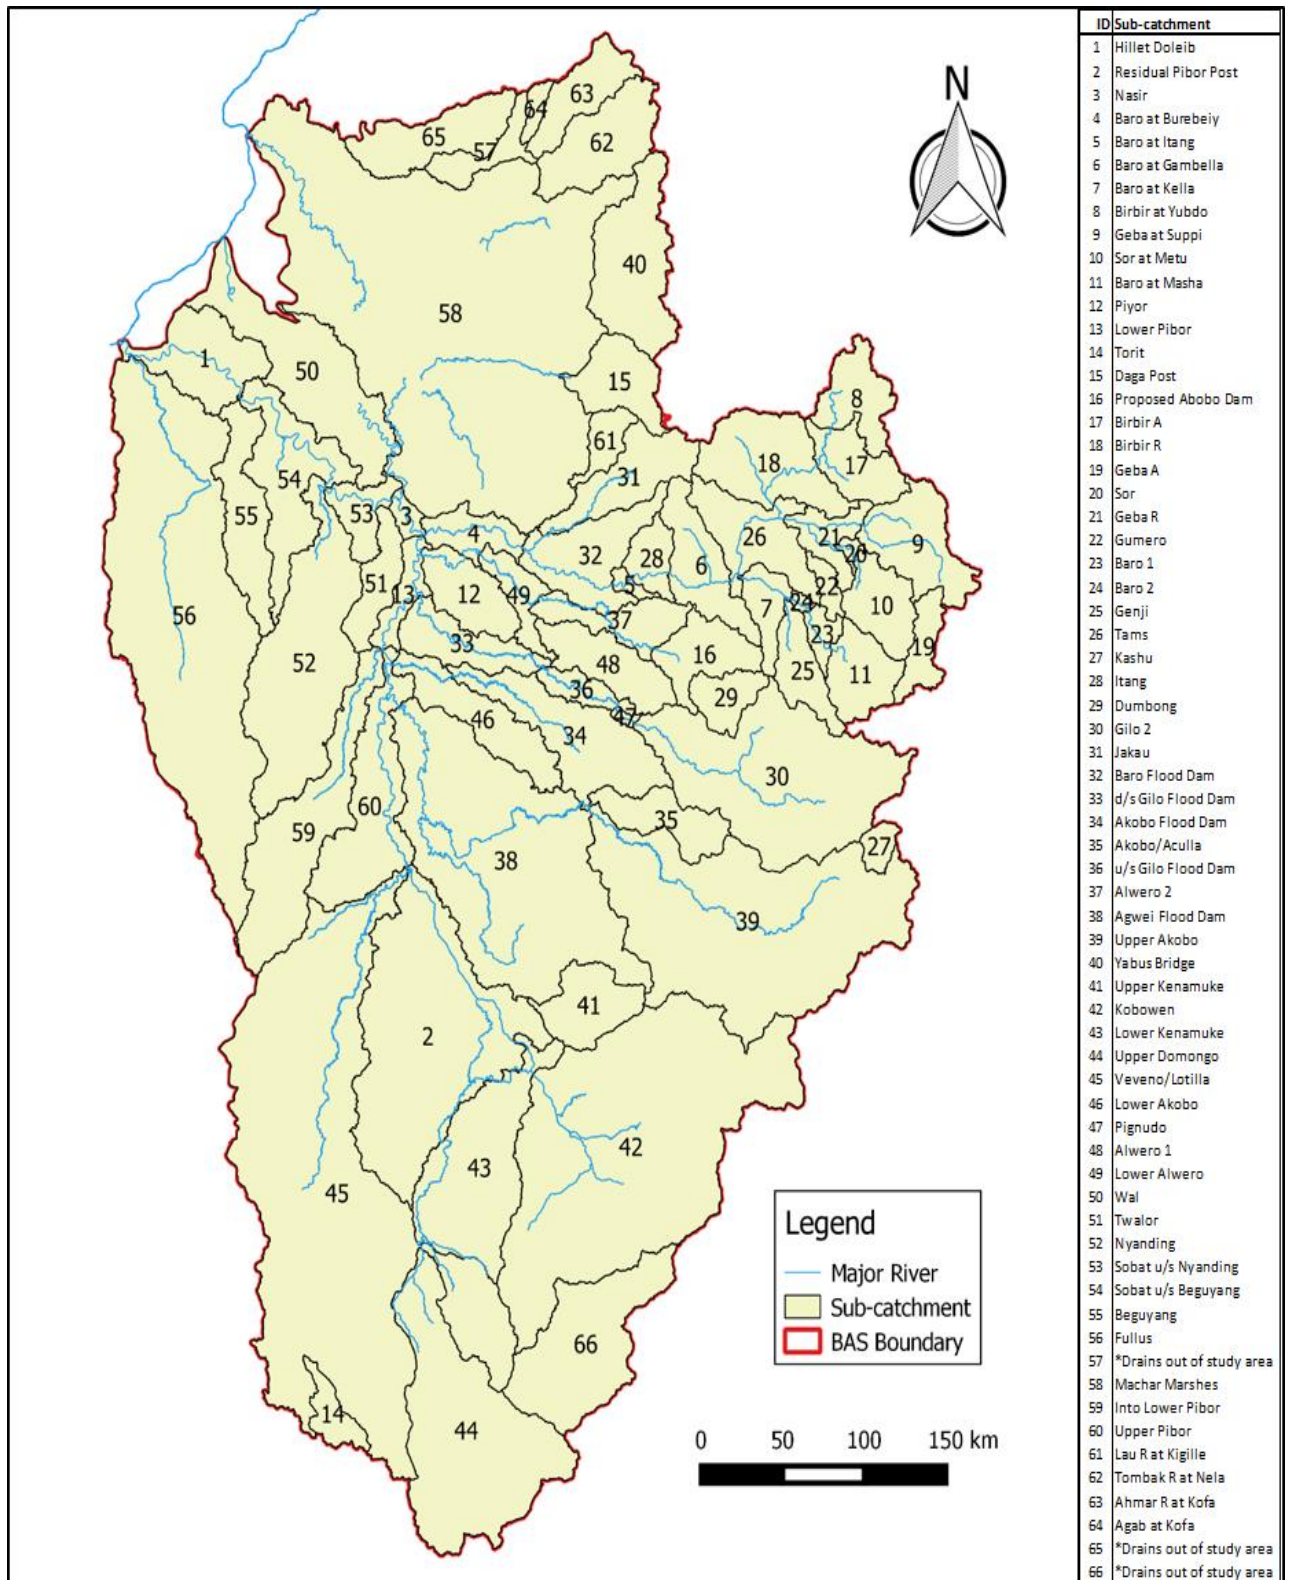 N
63
64
65
57
62
40
58
1
50
15
8
61
18
17
31
54
55
53
3
4
32
28
6
26
21
20
9
51
13
12
49
5
37
7
24
22
10
56
52
33
48
16
23
25
11
19
36
29
46
34
47
30
60
59
35
27
38
39
41
2
42
43
45
66
14
44
Legend
Major River
Sub-catchment
BAS Boundary
0 50 100 150 km
ID Sub-catchment
1 Hillet Doleib
2 Residual Pibor Post
3 Nasir
4 Baro at Burebeiy
5 Baro at Itang
6 Baro at Gambella
7 Baro at Kella
8 Birbir at Yubdo
9 Geba at Suppi
10 Sor at Metu
11 Baro at Masha
12 Piyor
13 Lower Pibor
14 Torit
15 Daga Post
16 Proposed Abobo Dam
17 Birbir A
18 Birbir R
19 Geba A
20 Sor
21 Geba R
22 Gumero
23 Baro 1
24 Baro 2
25 Genji
26 Tams
27 Kashu
28 Itang
29 Dumbong
30 Gilo 2
31 Jakau
32 Baro Flood Dam
33 d/s Gilo Flood Dam
34 Akobo Flood Dam
35 Akobo/Aculla
36 u/s Gilo Flood Dam
37 Alwero 2
38 Agwei Flood Dam
39 Upper Akobo
40 Yabus Bridge
41 Upper Kenamuke
42 Kobowen
43 Lower Kenamuke
44 Upper Domongo
45 Veveno/Lotilla
46 Lower Akobo
47 Pignudo
48 Alwero 1
49 Lower Alwero
50 Wal
51 Twalor
52 Nyanding
53 Sobat u/s Nyanding
54 Sobat u/s Beguyang
55 Beguyang
56 Fullus
57 *Drains out of study area
58 Machar Marshes
59 Into Lower Pibor
60 Upper Pibor
61 Lau R at Kigille
62 Tombak R at Nela
63 Ahmar R at Kofa
64 Agab at Kofa
65 *Drains out of study area
66 *Drains out of study area